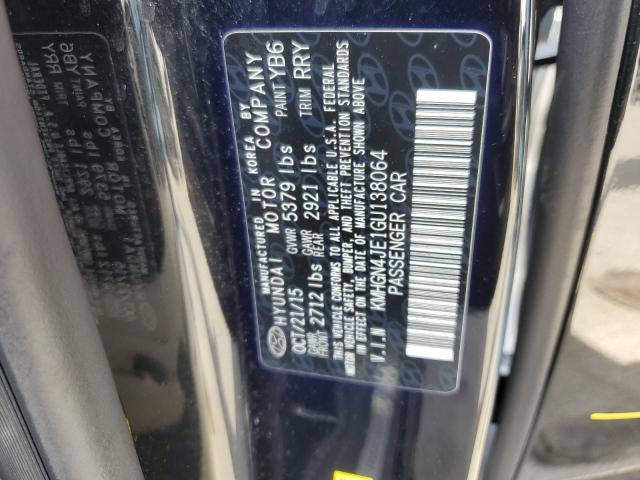 MANUFACTURED IN KOREA BY
HYUNDAI MOTOR COMPANY
OCT/21/15 GVWR 5379 lbs PAINT YB6
GAWR FRONT 2712 lbs GAWR REAR 2921 lbs TRIM RRY
THIS VEHICLE CONFORMS TO ALL APPLICABLE U.S.A. FEDERAL
MOTOR VEHICLE SAFETY, BUMPER, AND THEFT PREVENTION STANDARDS
IN EFFECT ON THE DATE OF MANUFACTURE SHOWN ABOVE
V.I.N / KMHGN4JE1GU138064
PASSENGER CAR